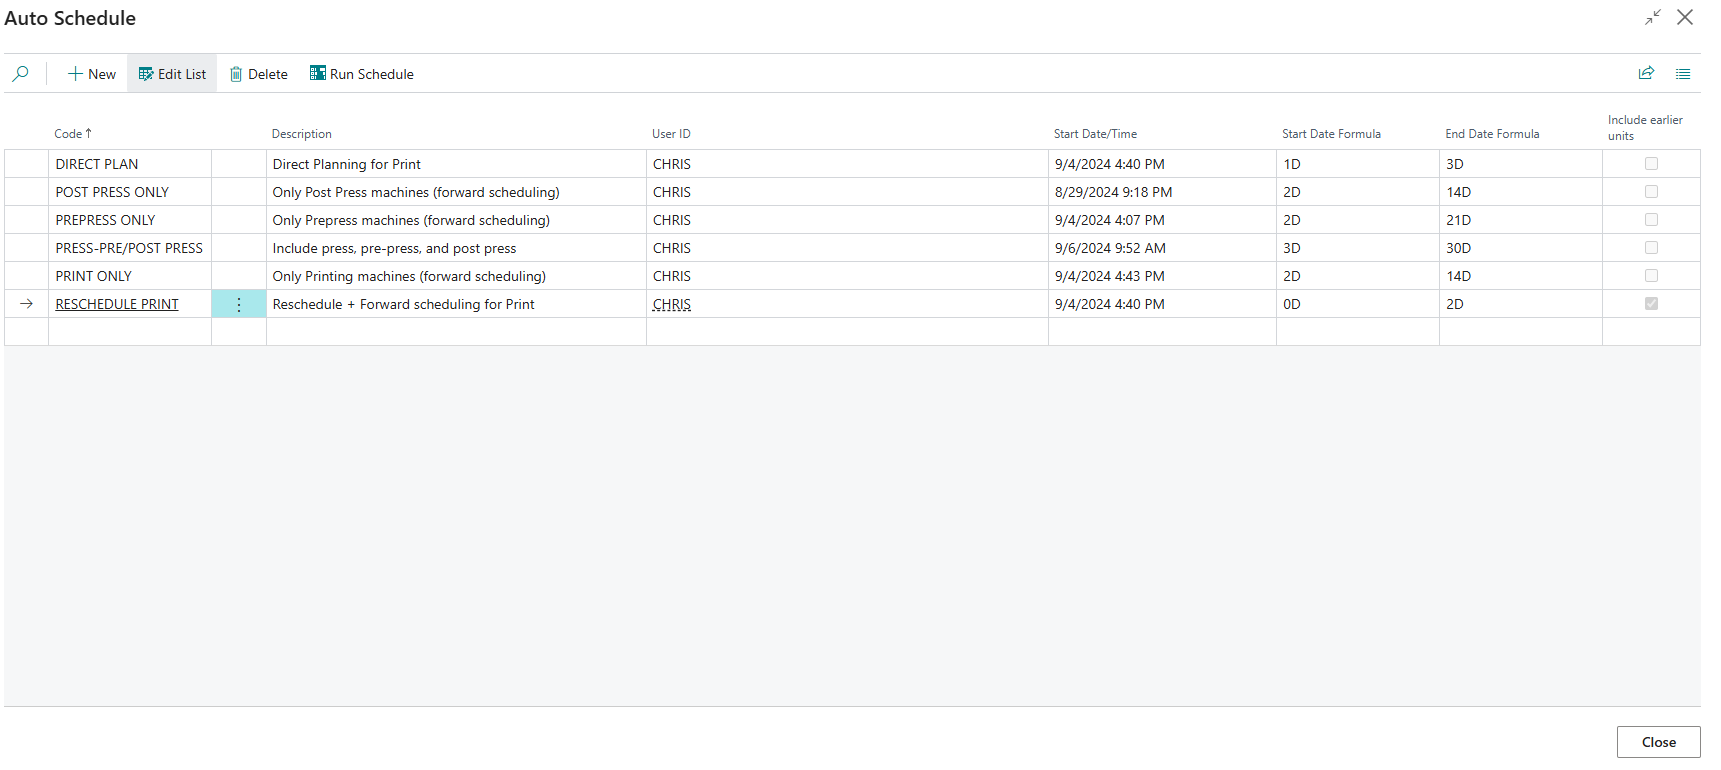 Auto Schedule
New Edit List Delete Run Schedule
Code ↑ Description User ID Start Date/Time Start Date Formula End Date Formula Include earlier units
DIRECT PLAN Direct Planning for Print CHRIS 9/4/2024 4:40 PM 1D 3D
POST PRESS ONLY Only Post Press machines (forward scheduling) CHRIS 8/29/2024 9:18 PM 2D 14D
PREPRESS ONLY Only Prepress machines (forward scheduling) CHRIS 9/4/2024 4:07 PM 2D 21D
PRESS-PRE/POST PRESS Include press, pre-press, and post press CHRIS 9/6/2024 9:52 AM 3D 30D
PRINT ONLY Only Printing machines (forward scheduling) CHRIS 9/4/2024 4:43 PM 2D 14D
RESCHEDULE PRINT Reschedule + Forward scheduling for Print CHRIS 9/4/2024 4:40 PM 0D 2D
Close